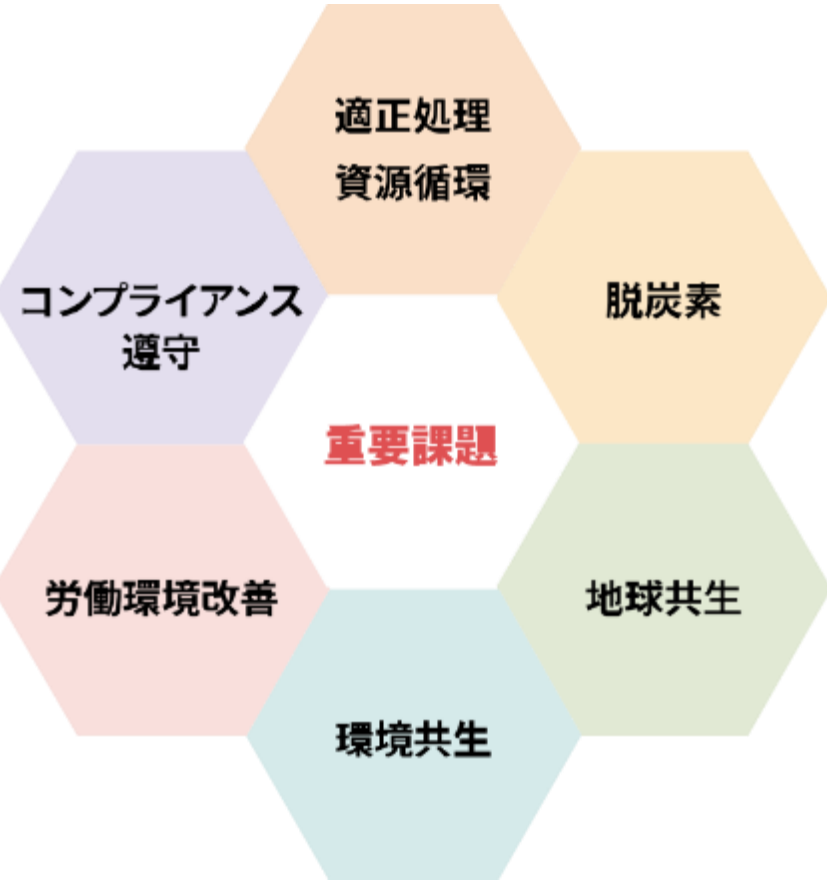 適正処理
資源循環
脱炭素
地球共生
環境共生
労働環境改善
コンプライアンス
遵守
重要課題